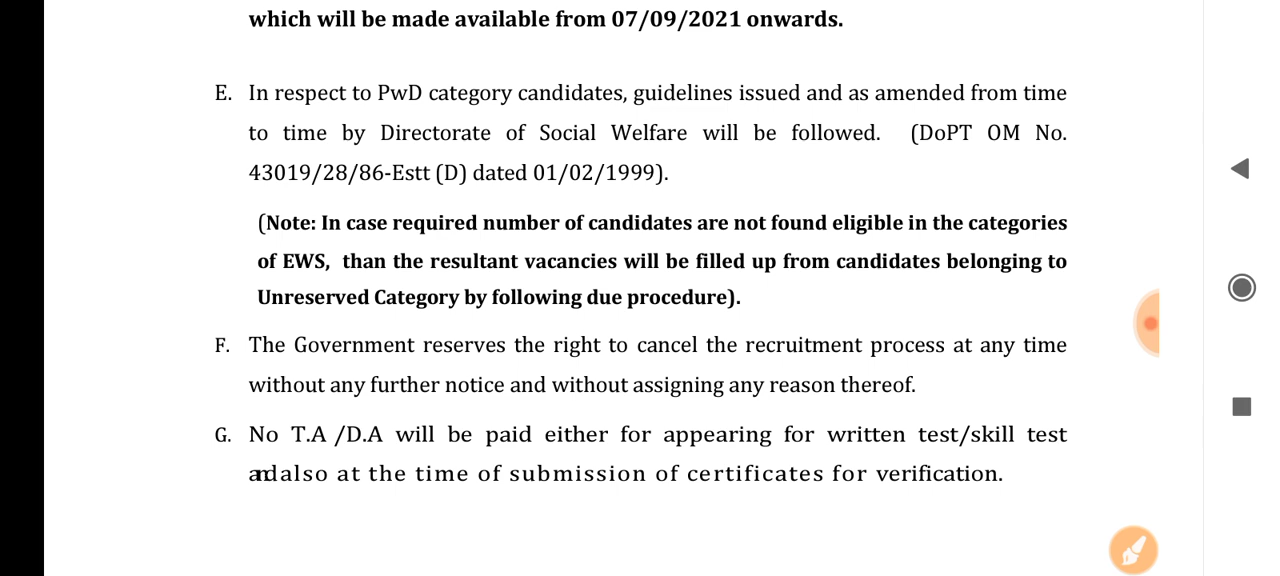 which will be made available from 07/09/2021 onwards.
E. In respect to PwD category candidates, guidelines issued and as amended from time
to time by Directorate of Social Welfare will be followed. (DoPT OM No.
43019/28/86-Estt (D) dated 01/02/1999).
(Note: In case required number of candidates are not found eligible in the categories
of EWS, than the resultant vacancies will be filled up from candidates belonging to
Unreserved Category by following due procedure).
F. The Government reserves the right to cancel the recruitment process at any time
without any further notice and without assigning any reason thereof.
G. No T.A /D.A will be paid either for appearing for written test/skill test
andalso at the time of submission of certificates for verification.